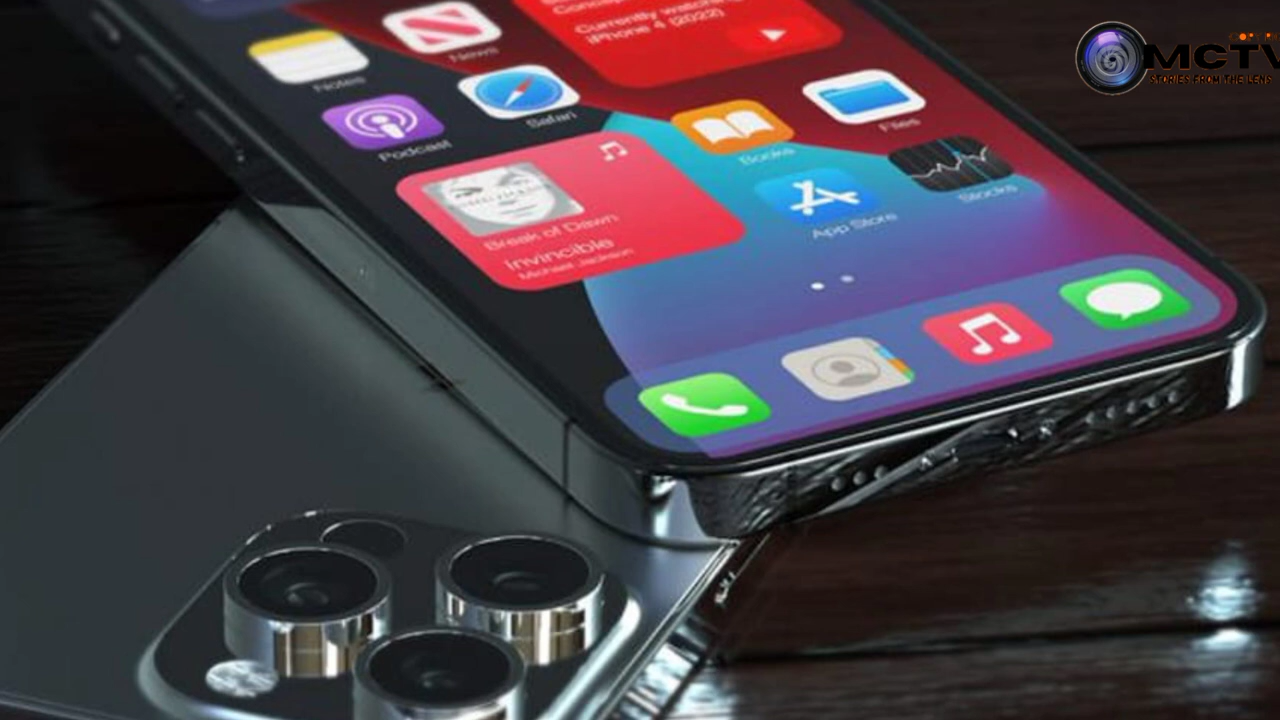 Concept
Currently watching
iPhone 4 (2022)
News
Notes
Safari
Podcast
Files
Books
Stocks
App Store
Break of Dawn
Invincible
Michael Jackson
MCTV
STORIES FROM THE LENS